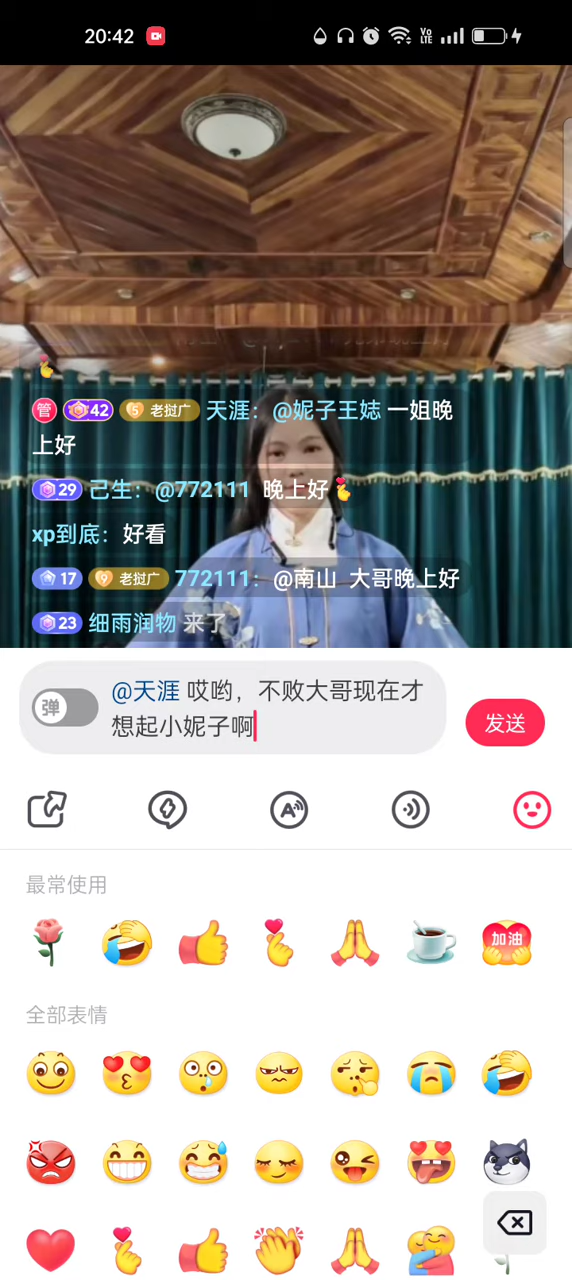 20:42
Vo
LTE
管 42 5 老挝广 天涯：@妮子王婊 一姐晚
上好
29 己生：@772111 晚上好
xp到底：好看
17 9 老挝广 772111：@南山 大哥晚上好
23 细雨润物 来了
弹 @天涯 哎哟，不败大哥现在才
想起小妮子啊
发送
最常使用
加油
全部表情